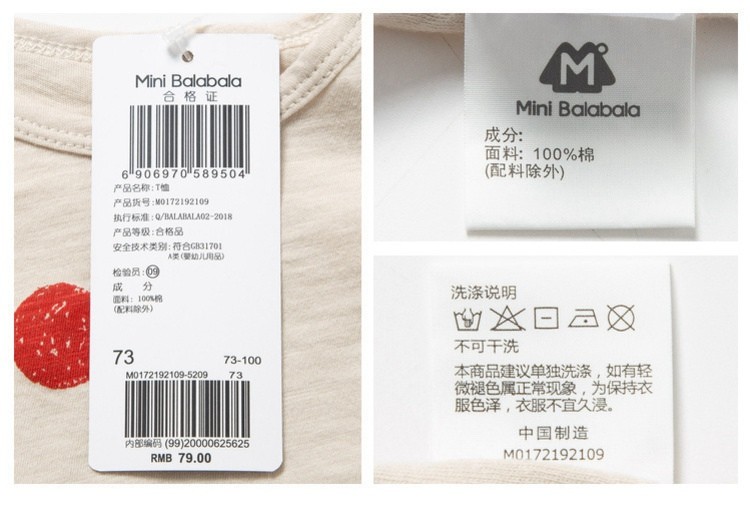 Mini Balabala
合格证
6 906970 589504
产品名称:T恤
产品货号:M0172192109
执行标准:Q/BALABALA02-2018
产品等级:合格品
安全技术类别:符合GB31701
A类(婴幼儿用品)
检验员:09
成 分
面料: 100%棉
(配料除外)
73 73-100
M0172192109-5209 73
内部编码 (99)20000625625
RMB 79.00
M
Mini Balabala
成分:
面料: 100%棉
(配料除外)
洗涤说明
不可干洗
本商品建议单独洗涤，如有轻
微褪色属正常现象，为保持衣
服色泽，衣服不宜久浸。
中国制造
M0172192109